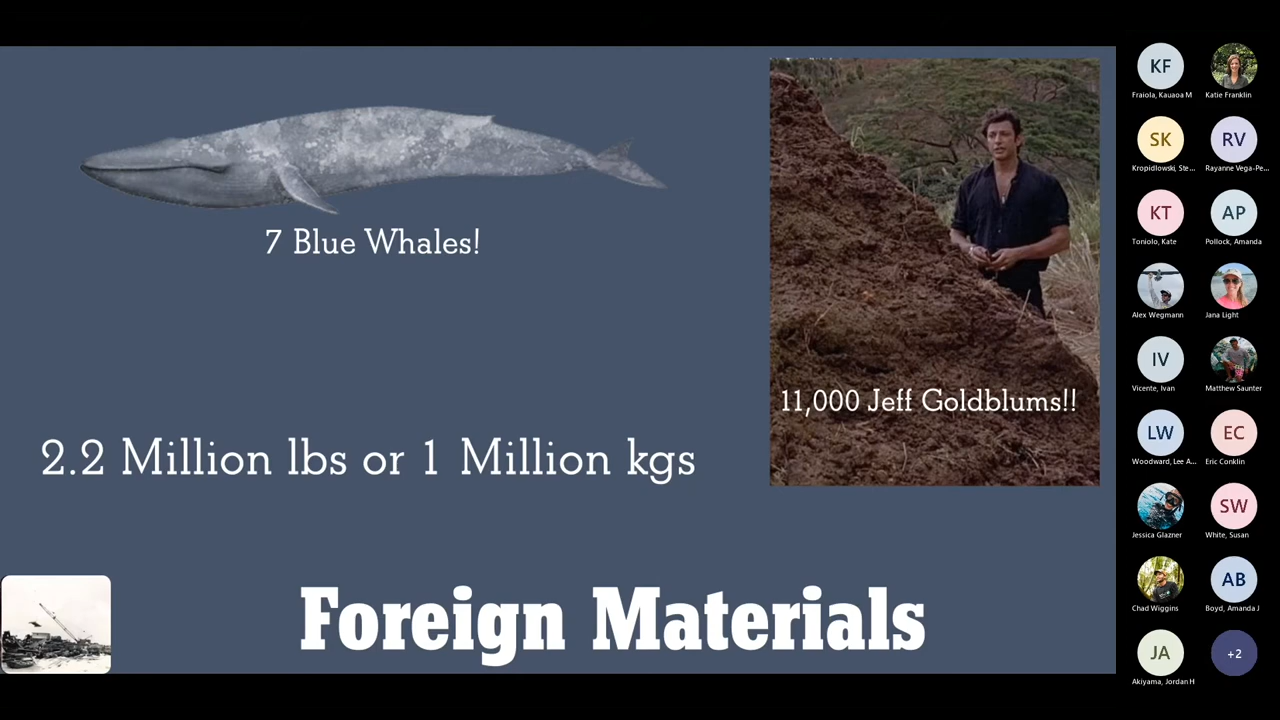 7 Blue Whales!
11,000 Jeff Goldblums!!
2.2 Million lbs or 1 Million kgs
Foreign Materials
KF
Fraiola, Kauaoa M
Katie Franklin
SK
Kropidlowski, Ste...
RV
Rayanne Vega-Pe...
KT
Toniolo, Kate
AP
Pollock, Amanda
Alex Wegmann
Jana Light
IV
Vicente, Ivan
Matthew Saunter
LW
Woodward, Lee A...
EC
Eric Conklin
Jessica Glazner
SW
White, Susan
Chad Wiggins
AB
Boyd, Amanda J
JA
Akiyama, Jordan H
+2